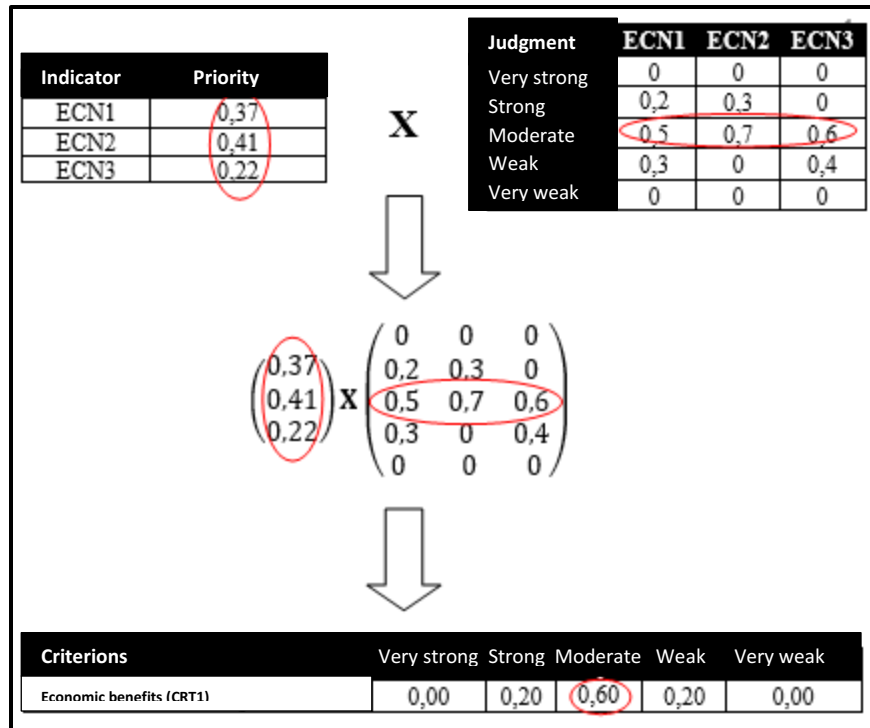 Indicator Priority
ECN1 0,37
ECN2 0,41
ECN3 0,22
X
Judgment ECN1 ECN2 ECN3
Very strong 0 0 0
Strong 0,2 0,3 0
Moderate 0,5 0,7 0,6
Weak 0,3 0 0,4
Very weak 0 0 0
0,37
0,41
0,22
X
0 0 0
0,2 0,3 0
0,5 0,7 0,6
0,3 0 0,4
0 0 0
Criterions Very strong Strong Moderate Weak Very weak
Economic benefits (CRT1) 0,00 0,20 0,60 0,20 0,00